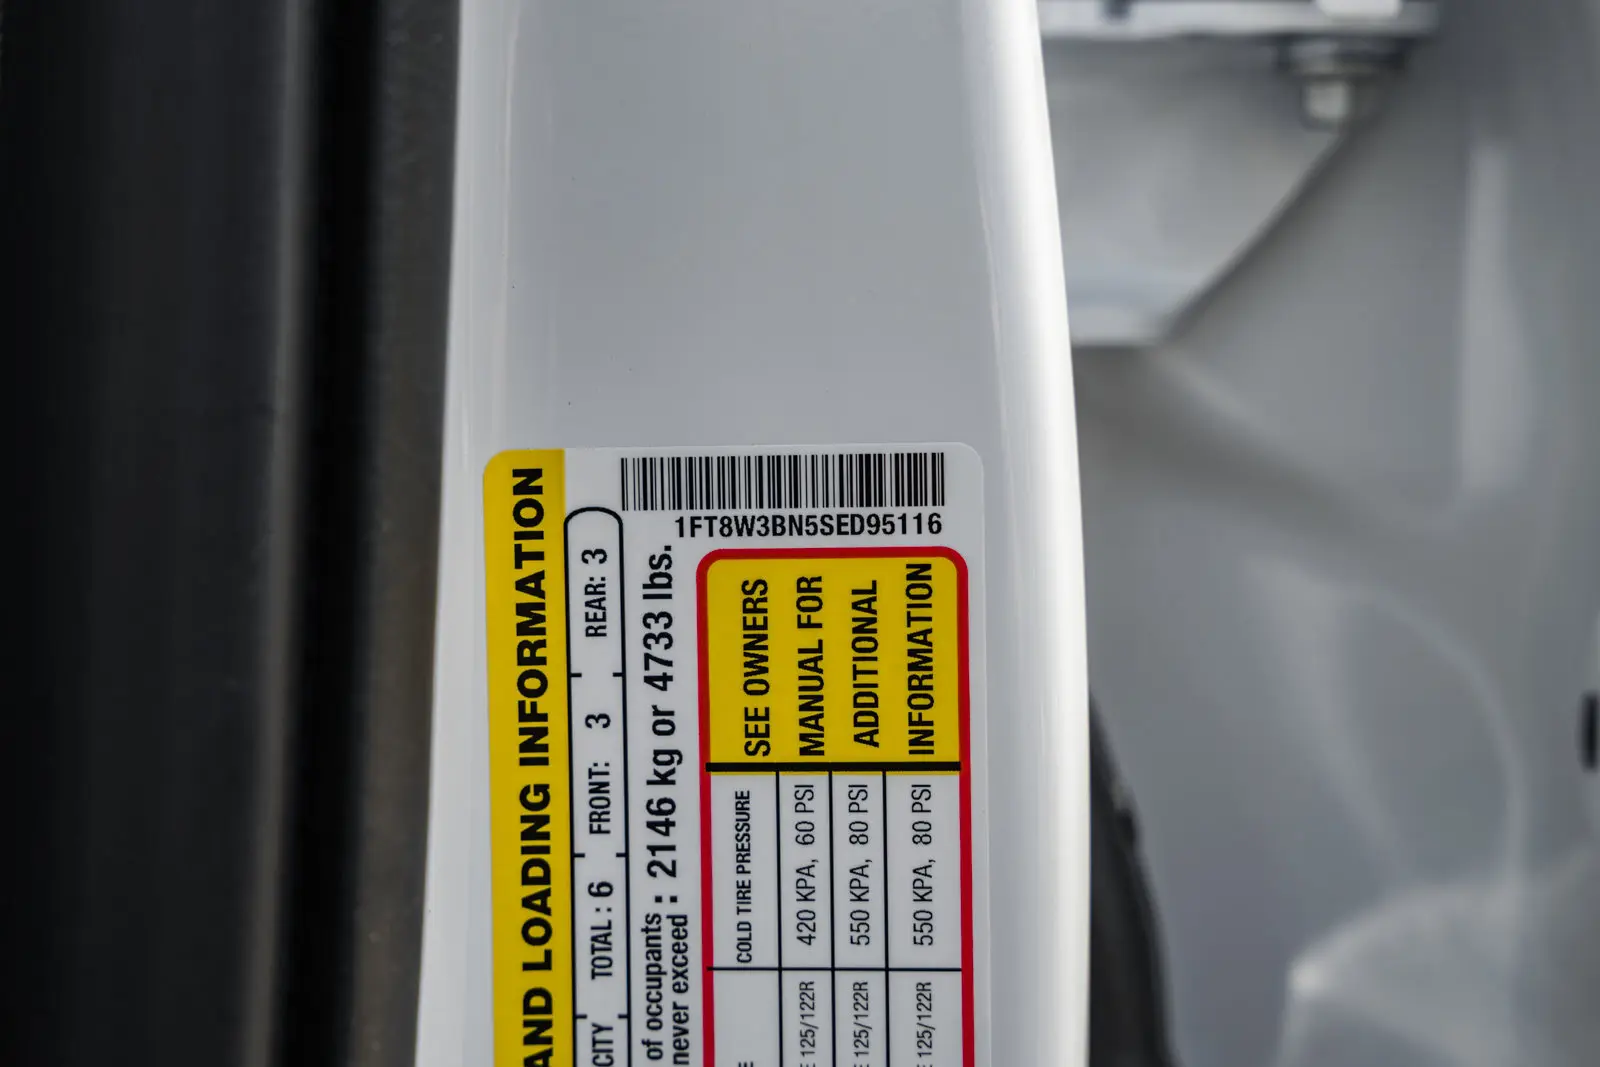 1FT8W3BN5SED95116
AND LOADING INFORMATION
CITY TOTAL : 6 FRONT: 3 REAR: 3
of occupants
never exceed : 2146 kg or 4733 lbs.
COLD TIRE PRESSURE
125/122R 420 KPA, 60 PSI
125/122R 550 KPA, 80 PSI
125/122R 550 KPA, 80 PSI
SEE OWNERS
MANUAL FOR
ADDITIONAL
INFORMATION